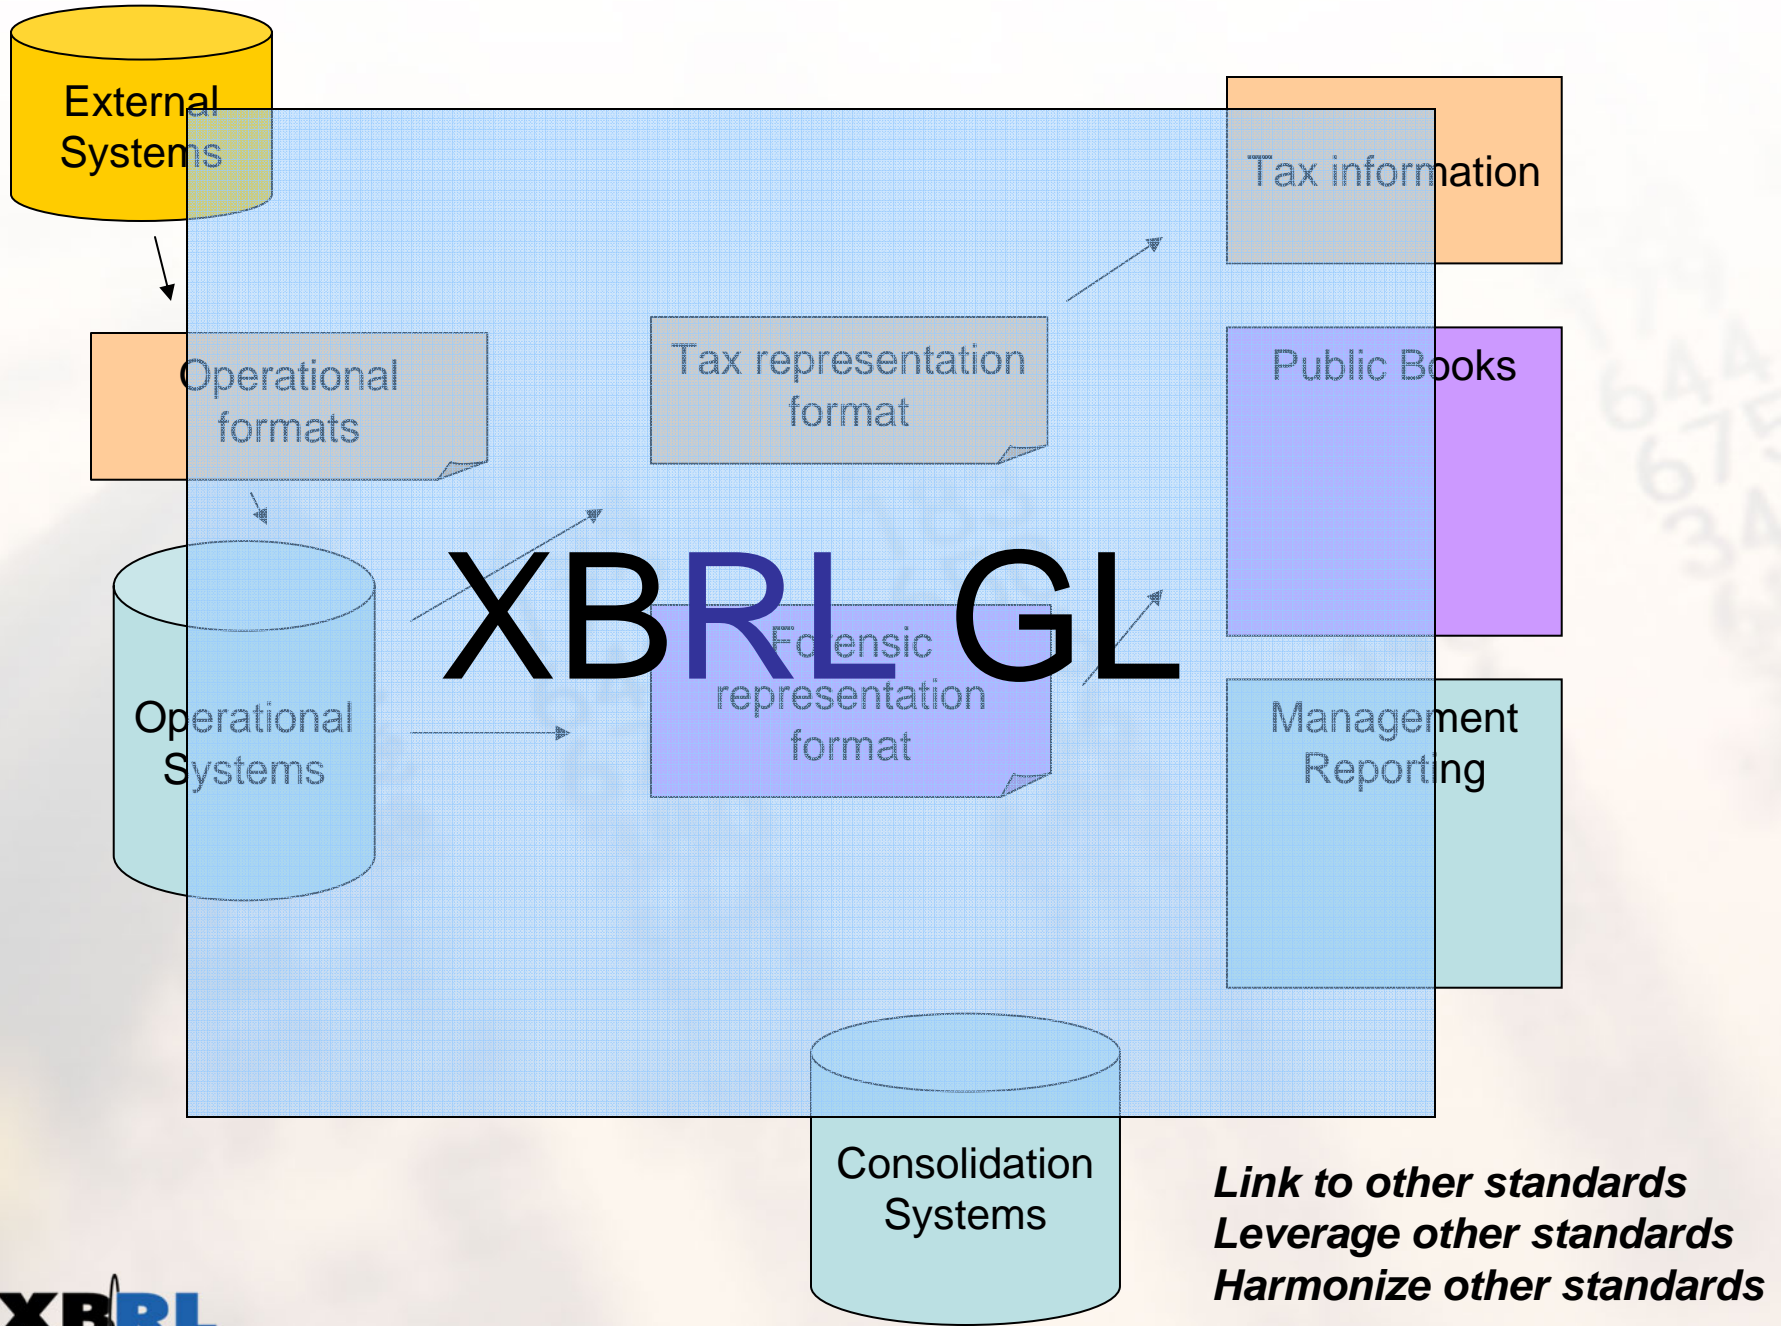 External
Systems
Tax information
Operational
formats
Tax representation
format
Public Books
XBRL GL
Operational
Systems
Forensic
representation
format
Management
Reporting
Consolidation
Systems
Link to other standards
Leverage other standards
Harmonize other standards
XBRL